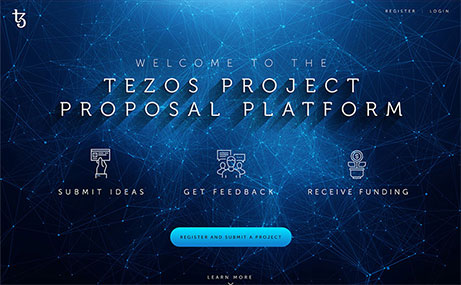 REGISTER LOGIN
WELCOME TO THE
TEZOS PROJECT
PROPOSAL PLATFORM
SUBMIT IDEAS GET FEEDBACK RECEIVE FUNDING
REGISTER AND SUBMIT A PROJECT
LEARN MORE